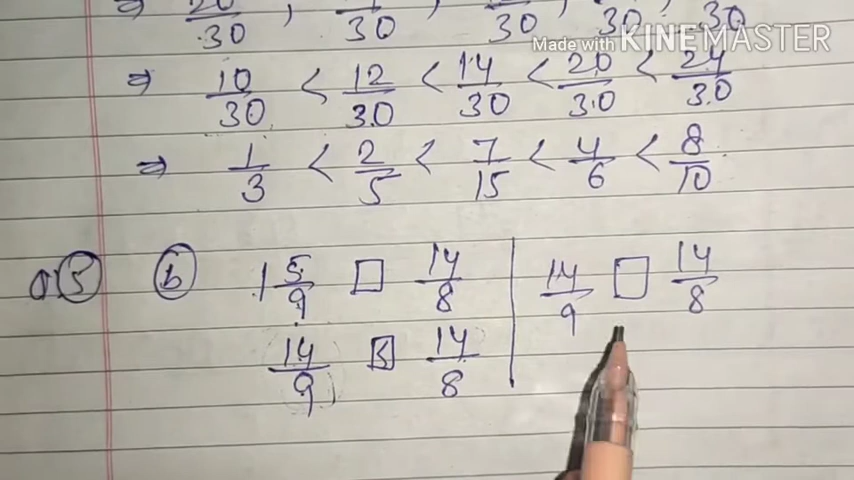 ⇒ 20/30 , /30 , /30 , /30 , 30
Made with KINEMASTER
⇒ 10/30 < 12/30 < 14/30 < 20/30 < 24/30
⇒ 1/3 < 2/5 < 7/15 < 4/6 < 8/10
Q5 b 1 5/9 □ 14/8 | 14/9 □ 14/8
14/9 < 14/8